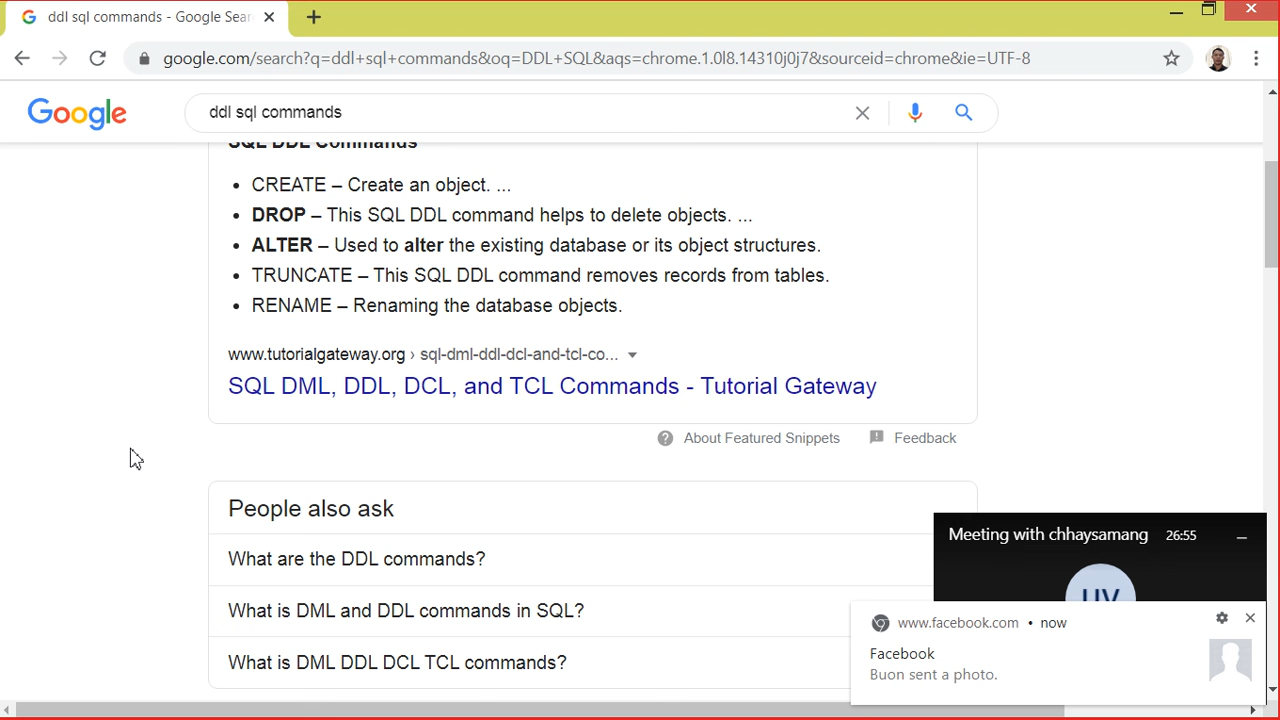 ddl sql commands - Google Sear
google.com/search?q=ddl+sql+commands&oq=DDL+SQL&aqs=chrome.1.0l8.14310j0j7&sourceid=chrome&ie=UTF-8
Google
ddl sql commands
SQL DDL Commands
• CREATE – Create an object. ...
• DROP – This SQL DDL command helps to delete objects. ...
• ALTER – Used to alter the existing database or its object structures.
• TRUNCATE – This SQL DDL command removes records from tables.
• RENAME – Renaming the database objects.
www.tutorialgateway.org › sql-dml-ddl-dcl-and-tcl-co...
SQL DML, DDL, DCL, and TCL Commands - Tutorial Gateway
About Featured Snippets
Feedback
People also ask
What are the DDL commands?
What is DML and DDL commands in SQL?
What is DML DDL DCL TCL commands?
Meeting with chhaysamang 26:55
UV
www.facebook.com • now
Facebook
Buon sent a photo.